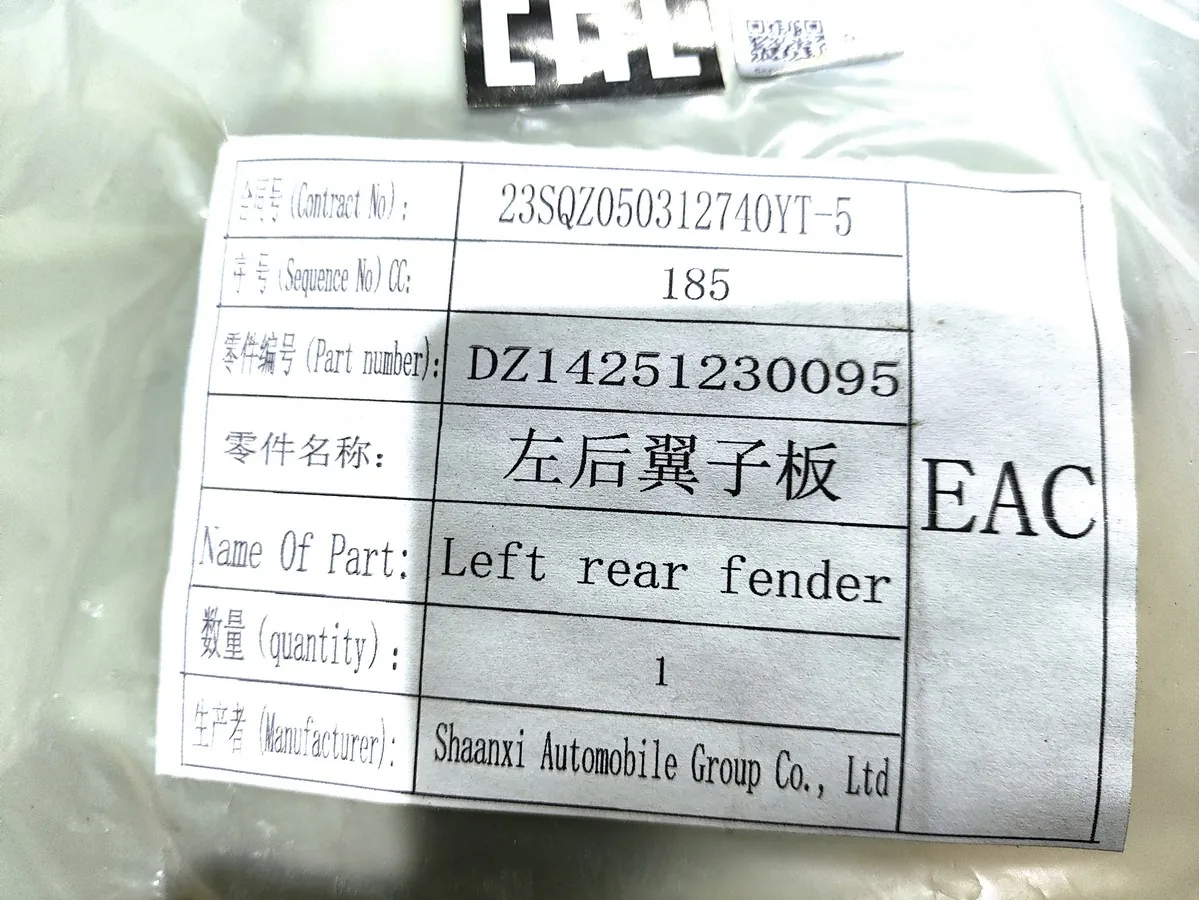 EAC
合同号(Contract No): 23SQZ050312740YT-5
序 号(Sequence No)CC: 185
零件编号(Part number): DZ14251230095
零件名称: 左后翼子板
EAC
Name Of Part: Left rear fender
数量(quantity): 1
生产者(Manufacturer): Shaanxi Automobile Group Co., Ltd